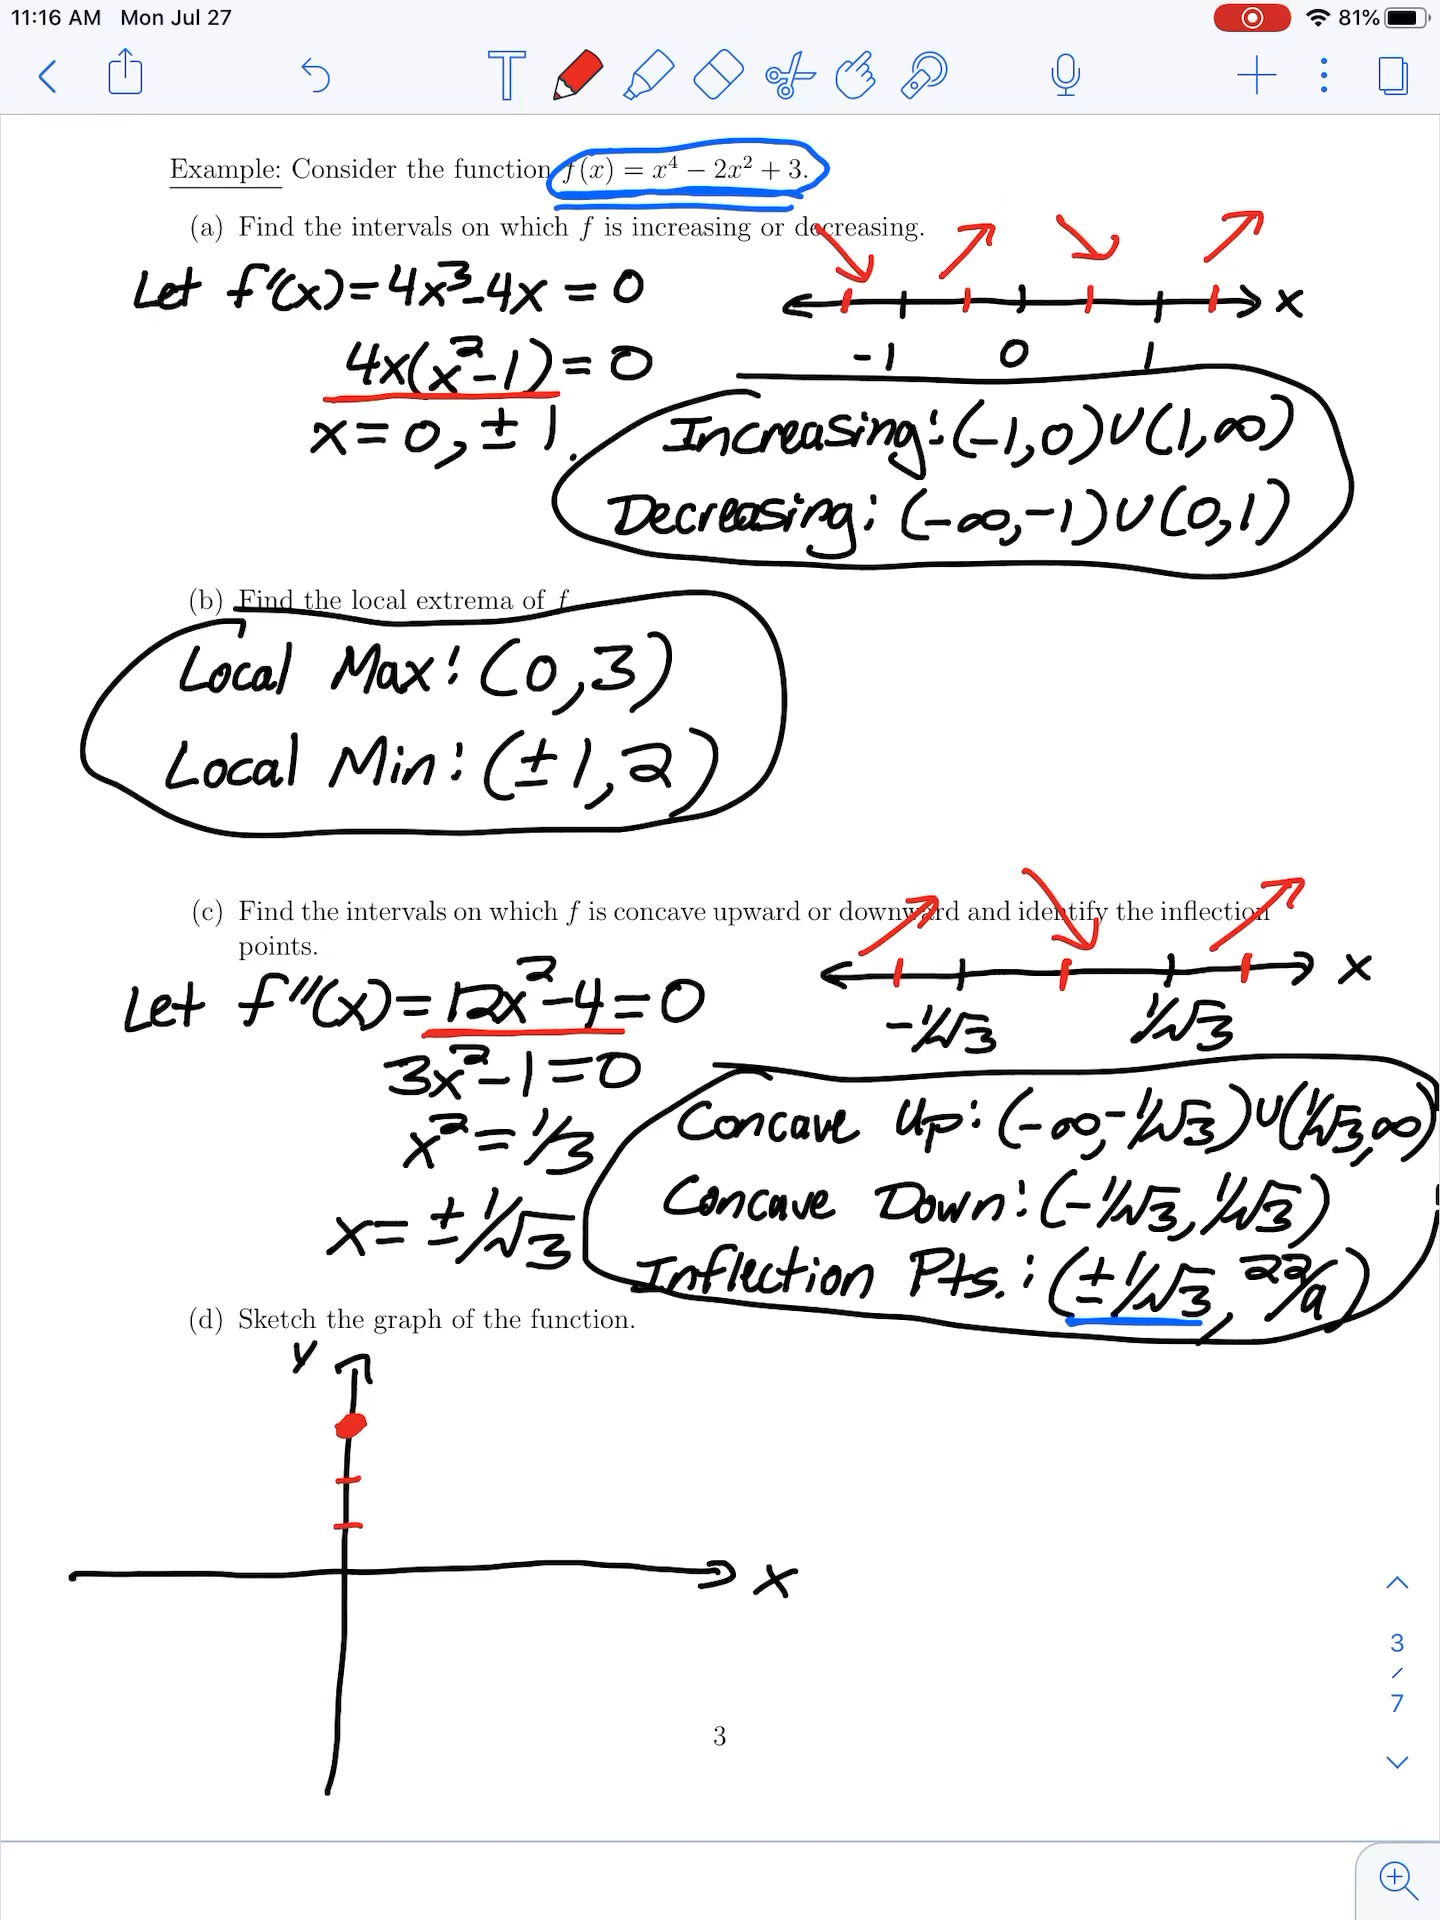 11:16 AM Mon Jul 27 81%
Example: Consider the function f(x) = x⁴ − 2x² + 3.
(a) Find the intervals on which f is increasing or decreasing.
Let f'(x)=4x³-4x = 0
x
4x(x²-1)=0
-1 0 1
x=0,±1.
Increasing: (-1,0)∪(1,∞)
Decreasing: (-∞,-1)∪(0,1)
(b) Find the local extrema of f
Local Max: (0,3)
Local Min: (±1,2)
(c) Find the intervals on which f is concave upward or downward and identify the inflection
points.
x
Let f''(x)=12x²-4=0
-1/√3 1/√3
3x²-1=0
x²=1/3
x=±1/√3
Concave Up: (-∞,-1/√3)∪(1/√3,∞)
Concave Down: (-1/√3,1/√3)
Inflection Pts.: (±1/√3, 22/9)
(d) Sketch the graph of the function.
y
x
3
/
7
3